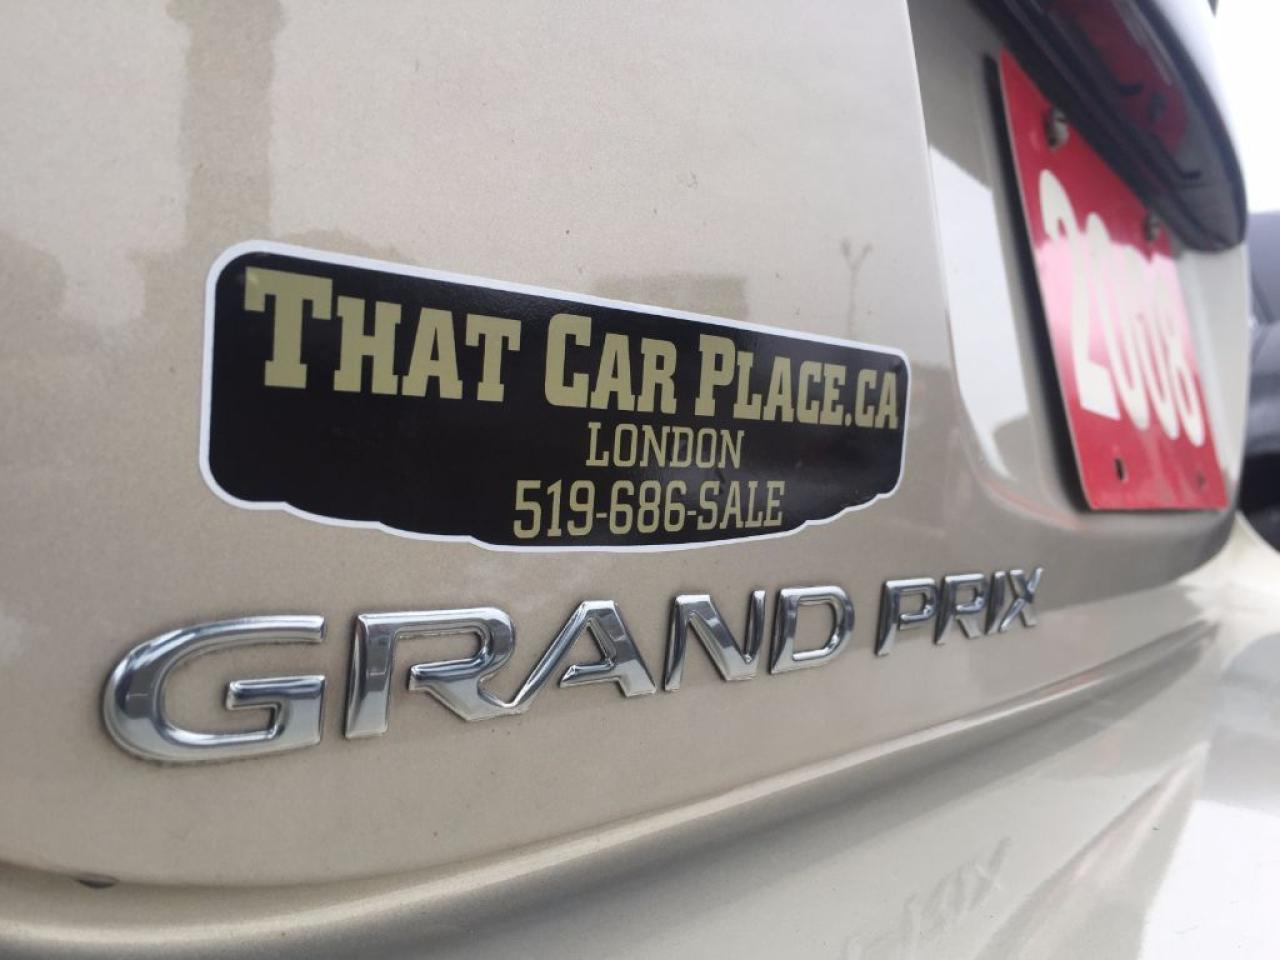 THAT CAR PLACE.CA
LONDON
519-686-SALE
2008
GRAND PRIX